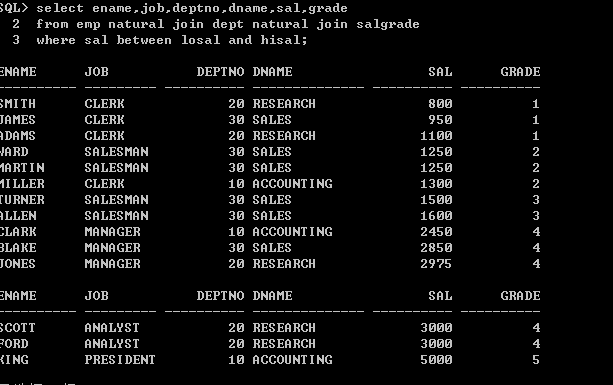 SQL> select ename,job,deptno,dname,sal,grade
2 from emp natural join dept natural join salgrade
3 where sal between losal and hisal;
ENAME JOB DEPTNO DNAME SAL GRADE
---------- --------- ---------- -------------- ---------- ----------
SMITH CLERK 20 RESEARCH 800 1
JAMES CLERK 30 SALES 950 1
ADAMS CLERK 20 RESEARCH 1100 1
WARD SALESMAN 30 SALES 1250 2
MARTIN SALESMAN 30 SALES 1250 2
MILLER CLERK 10 ACCOUNTING 1300 2
TURNER SALESMAN 30 SALES 1500 3
ALLEN SALESMAN 30 SALES 1600 3
CLARK MANAGER 10 ACCOUNTING 2450 4
BLAKE MANAGER 30 SALES 2850 4
JONES MANAGER 20 RESEARCH 2975 4
ENAME JOB DEPTNO DNAME SAL GRADE
---------- --------- ---------- -------------- ---------- ----------
SCOTT ANALYST 20 RESEARCH 3000 4
FORD ANALYST 20 RESEARCH 3000 4
KING PRESIDENT 10 ACCOUNTING 5000 5